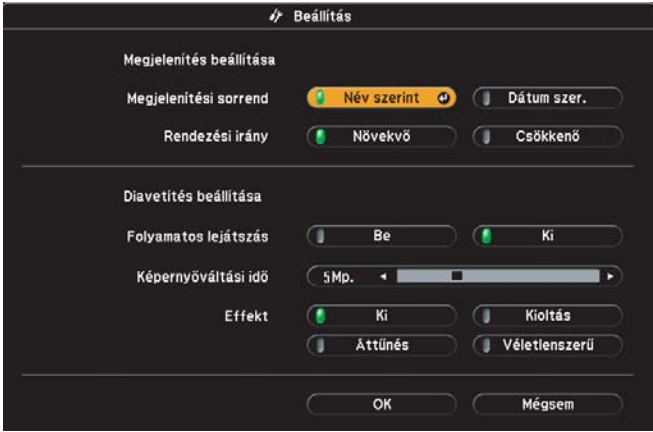 Beállítás
Megjelenítés beállítása
Megjelenítési sorrend Név szerint Dátum szer.
Rendezési irány Növekvő Csökkenő
Diavetítés beállítása
Folyamatos lejátszás Be Ki
Képernyőváltási idő 5Mp.
Effekt Ki Kioltás
Áttűnés Véletlenszerű
OK Mégsem